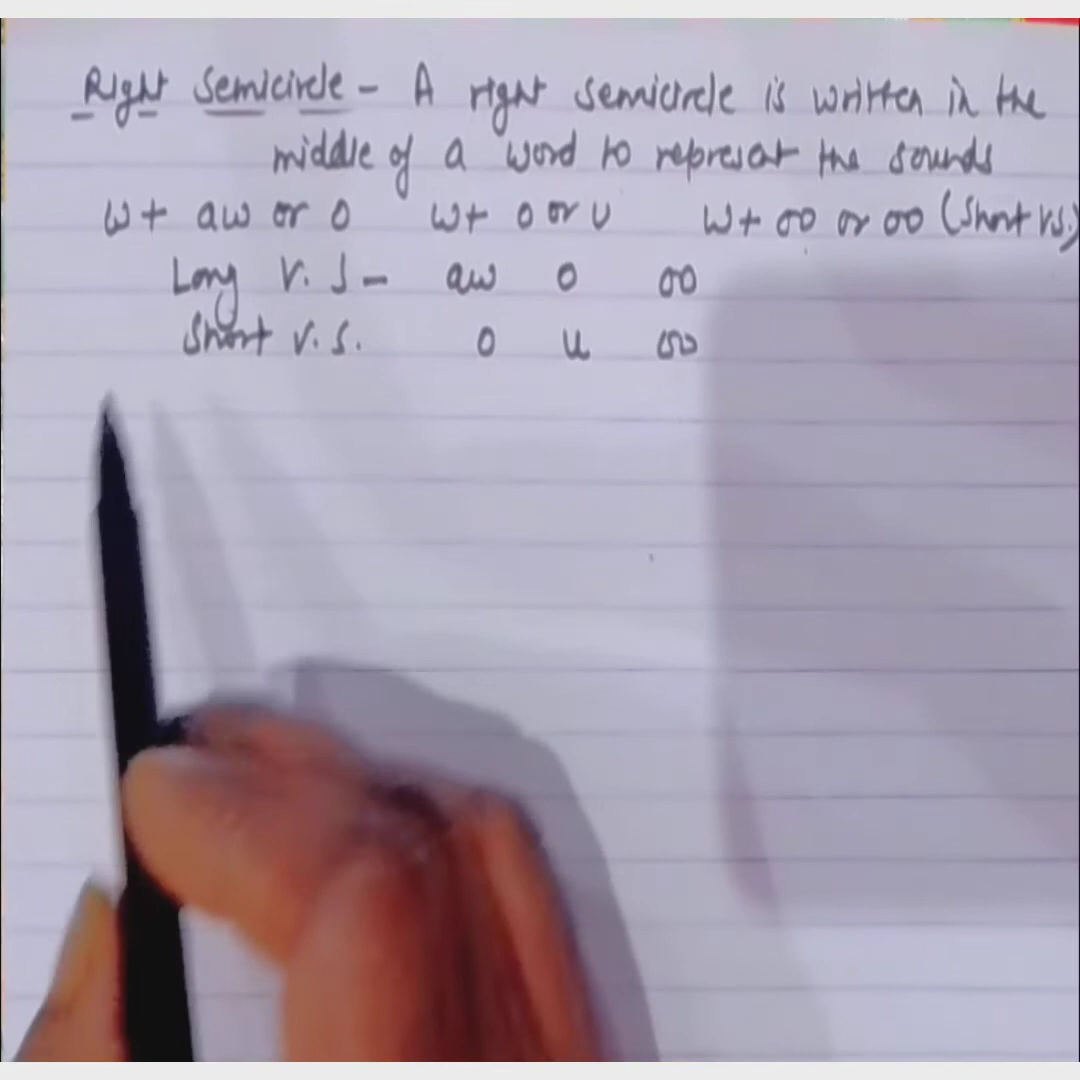 Right Semicircle - A right semicircle is written in the
middle of a word to represent the sounds
w+ aw or o w+ o or u w+ oo or oo (short v.s.)
Long v. S -  aw o oo
Short v. s. o u oo